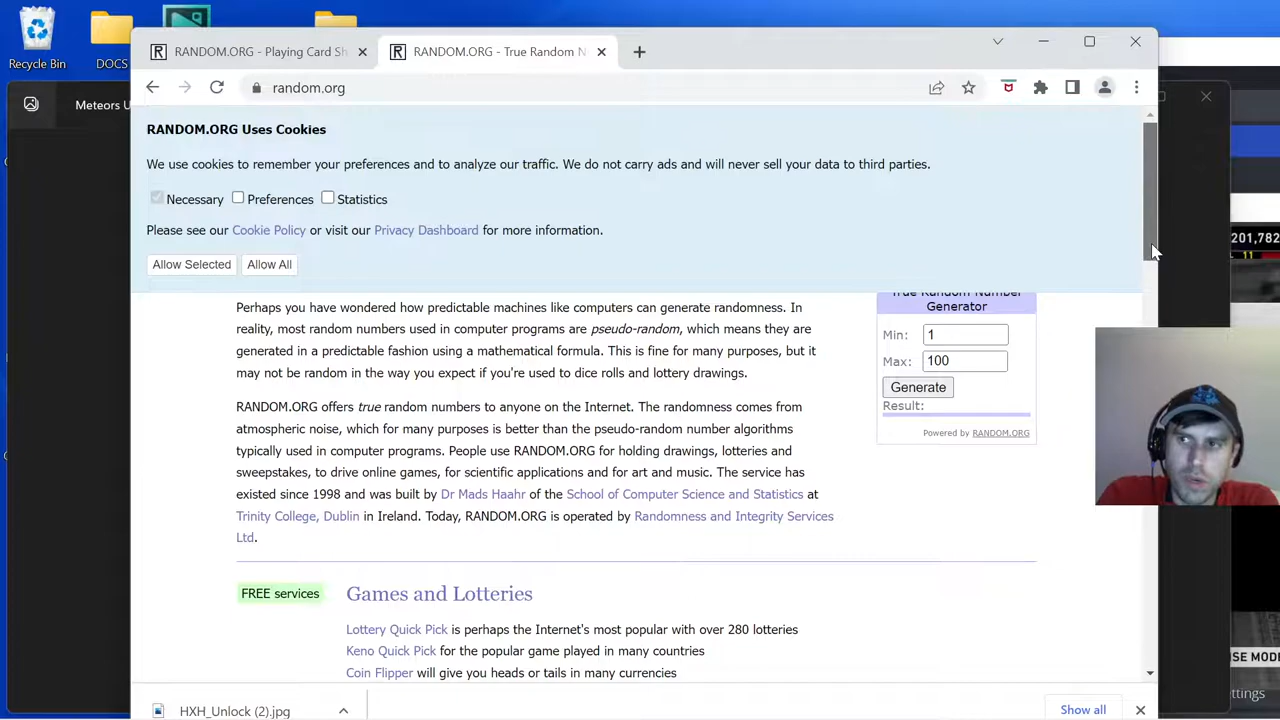 Recycle Bin
DOCS
RANDOM.ORG - Playing Card Sh
RANDOM.ORG - True Random N
random.org
Meteors U
RANDOM.ORG Uses Cookies
We use cookies to remember your preferences and to analyze our traffic. We do not carry ads and will never sell your data to third parties.
Necessary Preferences Statistics
Please see our Cookie Policy or visit our Privacy Dashboard for more information.
Allow Selected Allow All
201,782
11
Perhaps you have wondered how predictable machines like computers can generate randomness. In
reality, most random numbers used in computer programs are pseudo-random, which means they are
generated in a predictable fashion using a mathematical formula. This is fine for many purposes, but it
may not be random in the way you expect if you're used to dice rolls and lottery drawings.
True Random Number
Generator
Min: 1
Max: 100
Generate
Result:
Powered by RANDOM.ORG
RANDOM.ORG offers true random numbers to anyone on the Internet. The randomness comes from
atmospheric noise, which for many purposes is better than the pseudo-random number algorithms
typically used in computer programs. People use RANDOM.ORG for holding drawings, lotteries and
sweepstakes, to drive online games, for scientific applications and for art and music. The service has
existed since 1998 and was built by Dr Mads Haahr of the School of Computer Science and Statistics at
Trinity College, Dublin in Ireland. Today, RANDOM.ORG is operated by Randomness and Integrity Services
Ltd.
FREE services
Games and Lotteries
Lottery Quick Pick is perhaps the Internet's most popular with over 280 lotteries
Keno Quick Pick for the popular game played in many countries
Coin Flipper will give you heads or tails in many currencies
SE MODE
ettings
HXH_Unlock (2).jpg
Show all